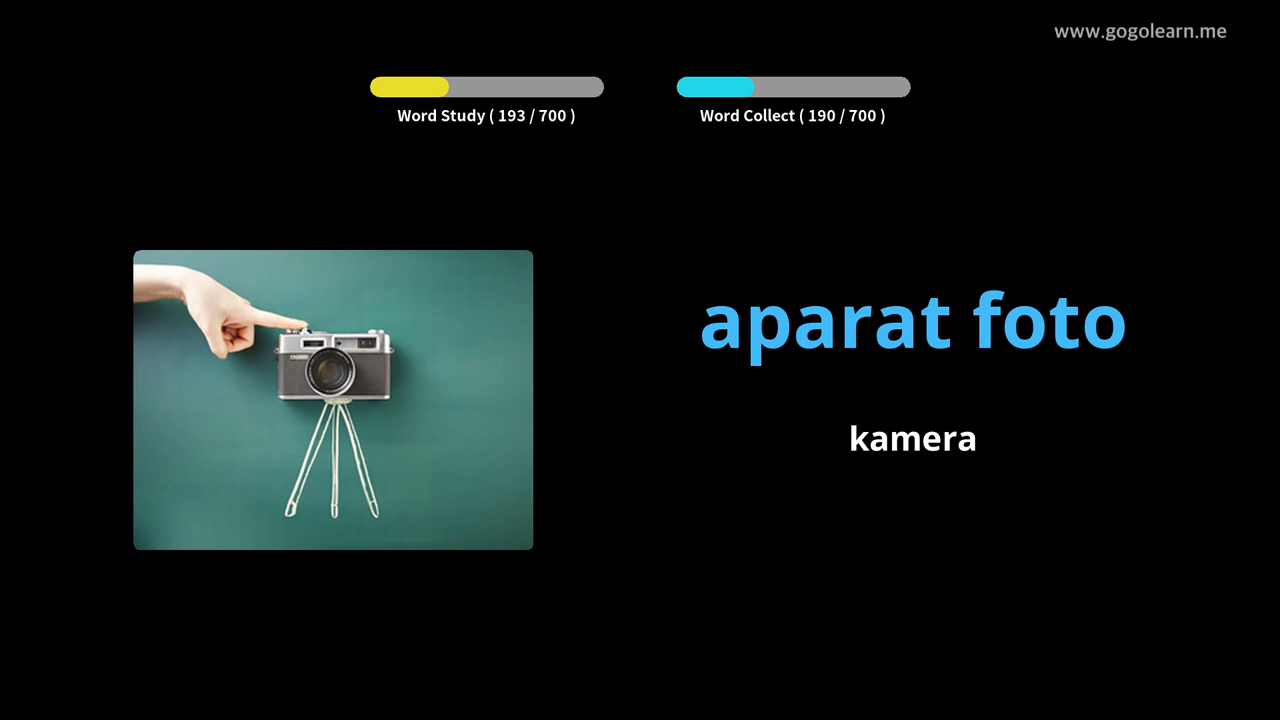 www.gogolearn.me
Word Study ( 193 / 700 )
Word Collect ( 190 / 700 )
aparat foto
kamera